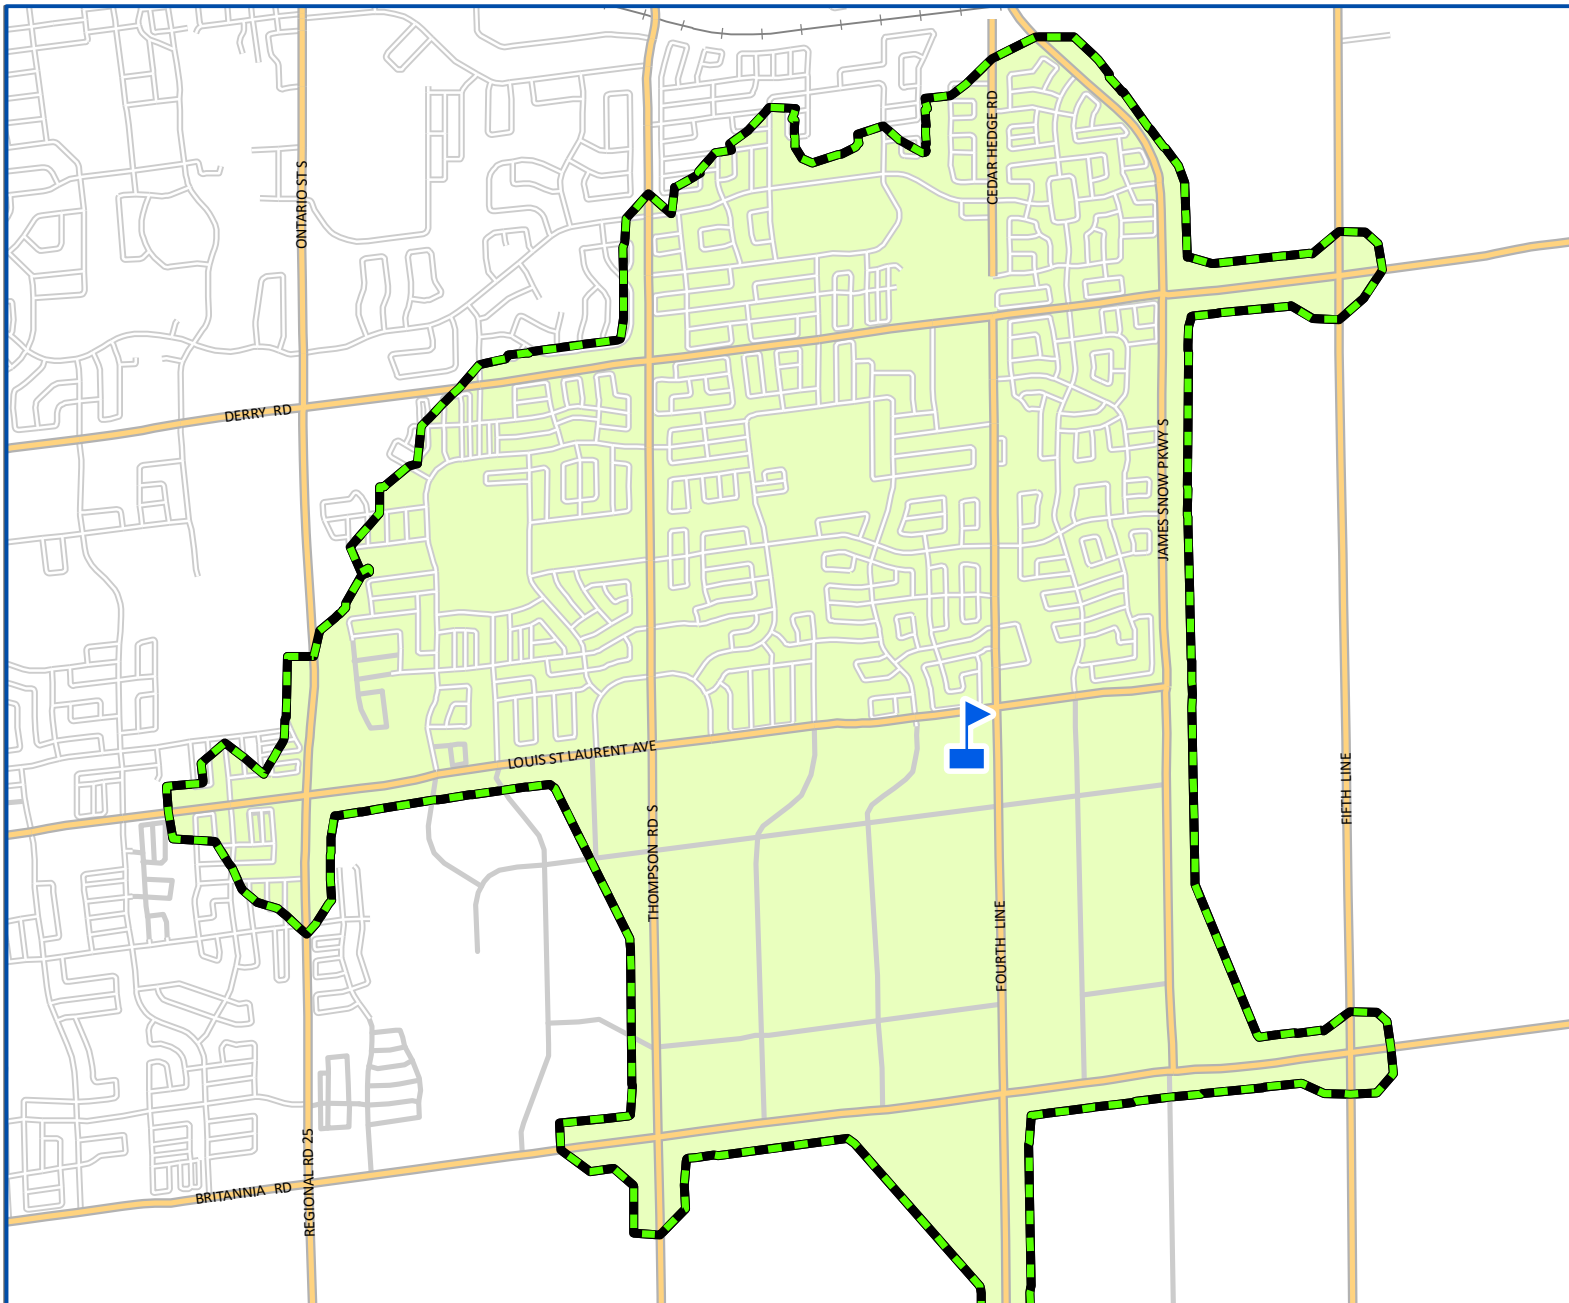 CEDAR HEDGE RD
ONTARIO ST S
DERRY RD
JAMES SNOW PKWY S
LOUIS ST LAURENT AVE
FIFTH LINE
THOMPSON RD S
FOURTH LINE
REGIONAL RD 25
BRITANNIA RD